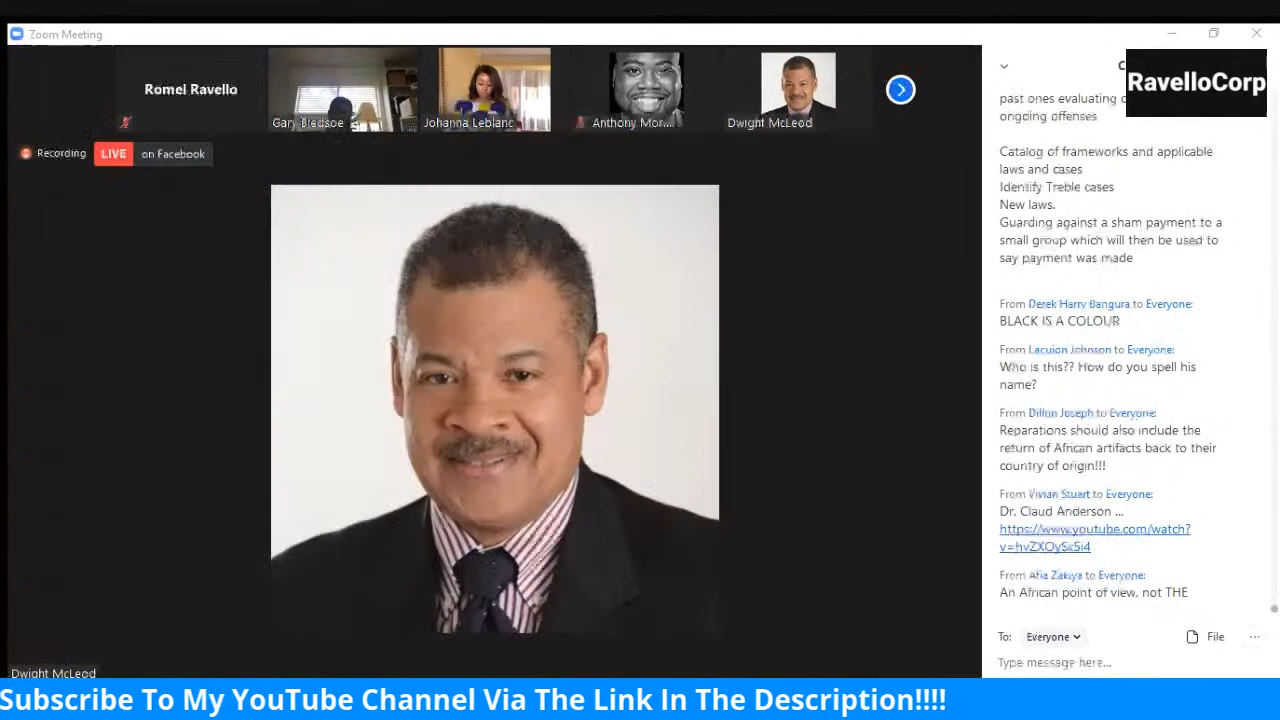 Zoom Meeting
Romel Ravello
Gary Bledsoe
Johanna Leblanc
Anthony Mor...
Dwight McLeod
Recording
LIVE
on Facebook
RavelloCorp
past ones evaluating
ongoing offenses
Catalog of frameworks and applicable
laws and cases
Identify Treble cases
New laws.
Guarding against a sham payment to a
small group which will then be used to
say payment was made
From Derek Harry Bangura to Everyone:
BLACK IS A COLOUR
From Lacuion Johnson to Everyone:
Who is this?? How do you spell his
name?
From Dillon Joseph to Everyone:
Reparations should also include the
return of African artifacts back to their
country of origin!!!
From Vivian Stuart to Everyone:
Dr. Claud Anderson ...
https://www.youtube.com/watch?
From Afia Zakiya to Everyone:
An African point of view, not THE
To: Everyone
File
...
Type message here...
Dwight McLeod
Subscribe To My YouTube Channel Via The Link In The Description!!!!